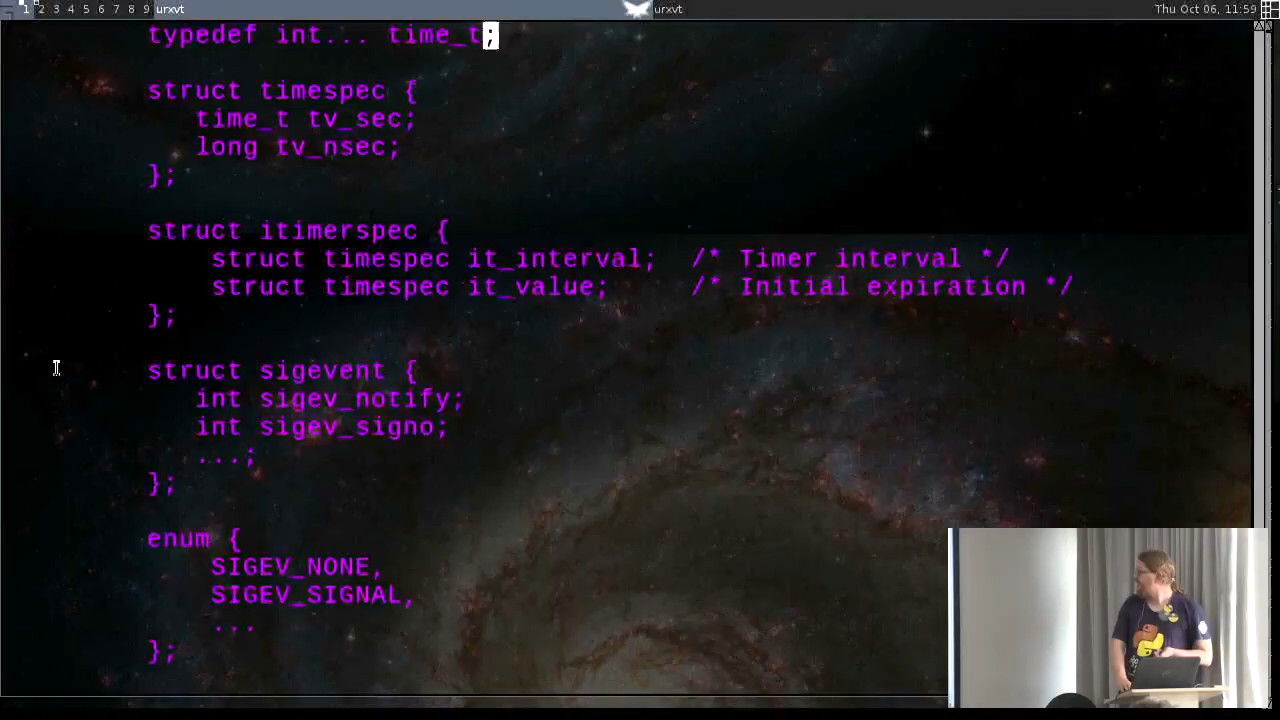 1 2 3 4 5 6 7 8 9 urxvt
urxvt
Thu Oct 06, 11:59
typedef int... time_t;
struct timespec {
time_t tv_sec;
long tv_nsec;
};
struct itimerspec {
struct timespec it_interval; /* Timer interval */
struct timespec it_value; /* Initial expiration */
};
struct sigevent {
int sigev_notify;
int sigev_signo;
...;
};
enum {
SIGEV_NONE,
SIGEV_SIGNAL,
...
};